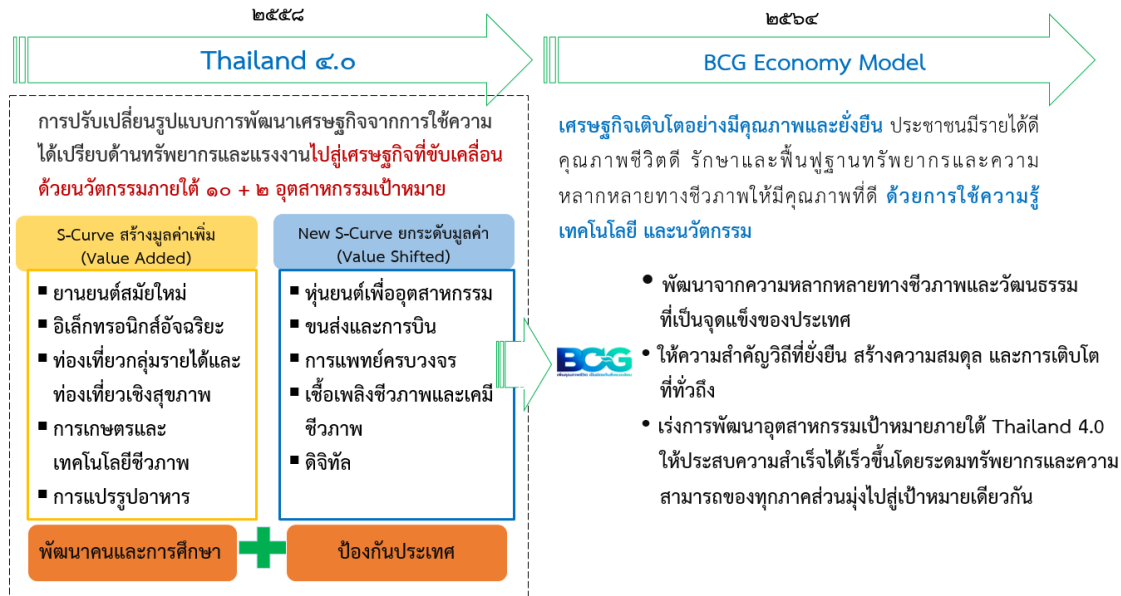 ๒๕๕๘
Thailand ๔.๐
การปรับเปลี่ยนรูปแบบการพัฒนาเศรษฐกิจจากการใช้ความ
ได้เปรียบด้านทรัพยากรและแรงงานไปสู่เศรษฐกิจที่ขับเคลื่อน
ด้วยนวัตกรรมภายใต้ ๑๐ + ๒ อุตสาหกรรมเป้าหมาย
S-Curve สร้างมูลค่าเพิ่ม
(Value Added)
▪ ยานยนต์สมัยใหม่
▪ อิเล็กทรอนิกส์อัจฉริยะ
▪ ท่องเที่ยวกลุ่มรายได้และ
ท่องเที่ยวเชิงสุขภาพ
▪ การเกษตรและ
เทคโนโลยีชีวภาพ
▪ การแปรรูปอาหาร
New S-Curve ยกระดับมูลค่า
(Value Shifted)
▪ หุ่นยนต์เพื่ออุตสาหกรรม
▪ ขนส่งและการบิน
▪ การแพทย์ครบวงจร
▪ เชื้อเพลิงชีวภาพและเคมี
ชีวภาพ
▪ ดิจิทัล
พัฒนาคนและการศึกษา
ป้องกันประเทศ
๒๕๖๔
BCG Economy Model
เศรษฐกิจเติบโตอย่างมีคุณภาพและยั่งยืน ประชาชนมีรายได้ดี
คุณภาพชีวิตดี รักษาและฟื้นฟูฐานทรัพยากรและความ
หลากหลายทางชีวภาพให้มีคุณภาพที่ดี ด้วยการใช้ความรู้
เทคโนโลยี และนวัตกรรม
BCG
• พัฒนาจากความหลากหลายทางชีวภาพและวัฒนธรรม
ที่เป็นจุดแข็งของประเทศ
• ให้ความสำคัญวิถีที่ยั่งยืน สร้างความสมดุล และการเติบโต
ที่ทั่วถึง
• เร่งการพัฒนาอุตสาหกรรมเป้าหมายภายใต้ Thailand 4.0
ให้ประสบความสำเร็จได้เร็วขึ้นโดยระดมทรัพยากรและความ
สามารถของทุกภาคส่วนมุ่งไปสู่เป้าหมายเดียวกัน